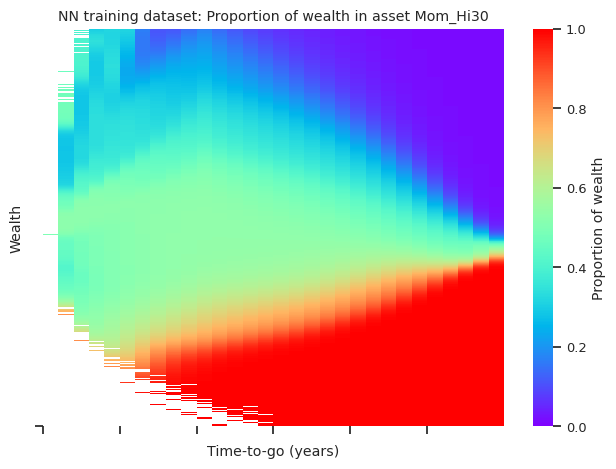 NN training dataset: Proportion of wealth in asset Mom_Hi30
Wealth
Time-to-go (years)
1.0
0.8
0.6
0.4
0.2
0.0
Proportion of wealth